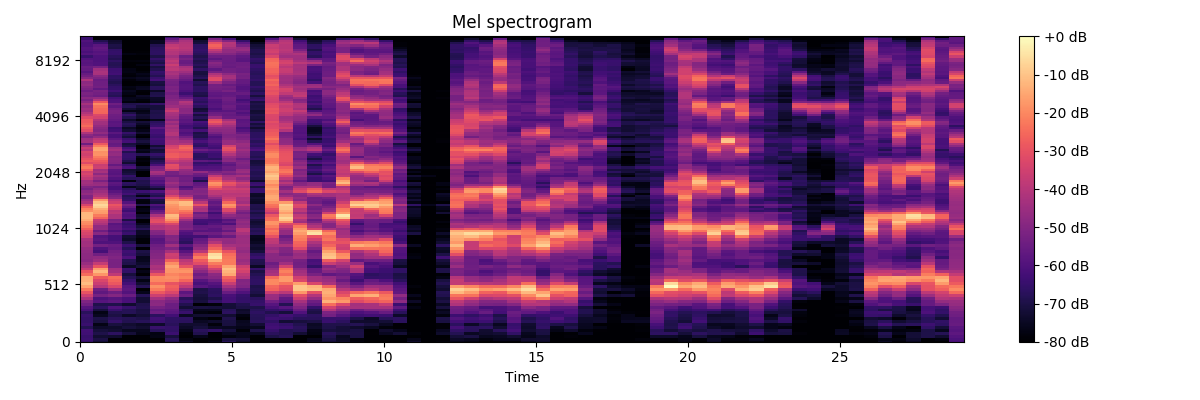 Mel spectrogram
+0 dB
8192
-10 dB
4096
-20 dB
-30 dB
2048
-40 dB
Hz
1024
-50 dB
-60 dB
512
-70 dB
0
-80 dB
0 5 10 15 20 25
Time